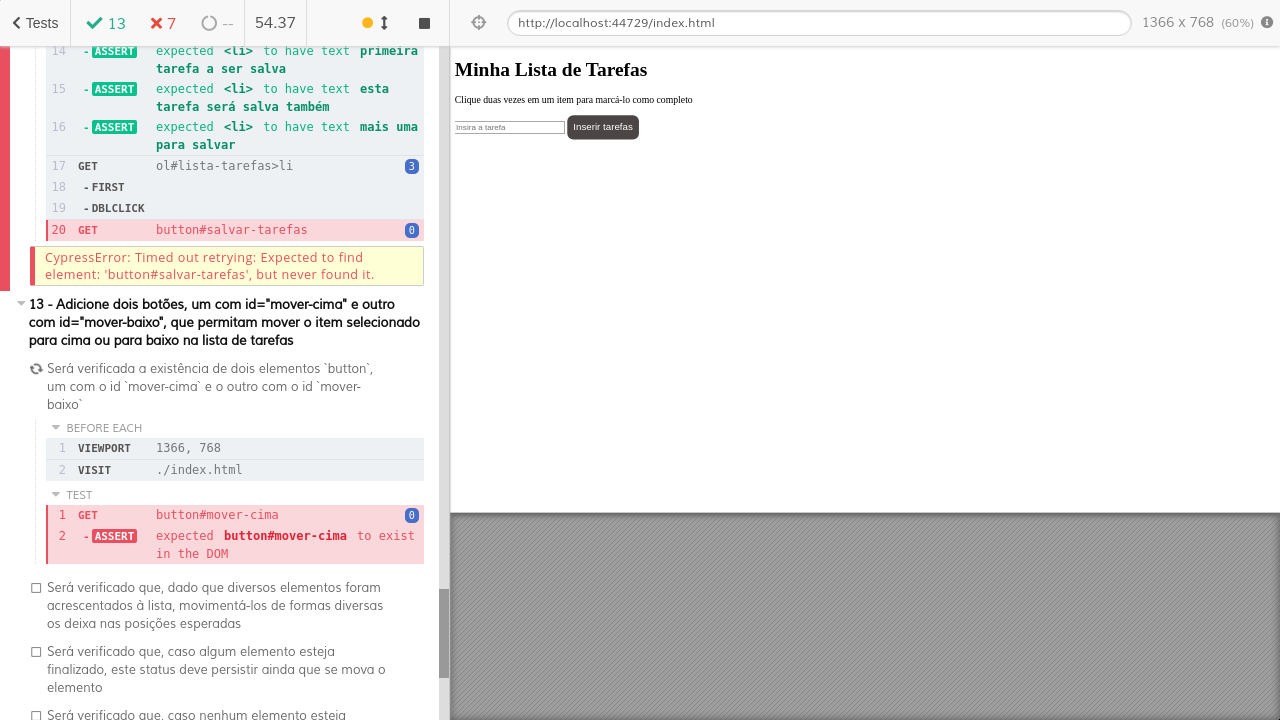 Tests
13
7
--
54.37
http://localhost:44729/index.html
1366 x 768 (60%)
14 - ASSERT expected <li> to have text primeira
tarefa a ser salva
15 - ASSERT expected <li> to have text esta
tarefa será salva também
16 - ASSERT expected <li> to have text mais uma
para salvar
17 GET ol#lista-tarefas>li 3
18 - FIRST
19 - DBLCLICK
20 GET button#salvar-tarefas 0
CypressError: Timed out retrying: Expected to find
element: 'button#salvar-tarefas', but never found it.
13 - Adicione dois botões, um com id="mover-cima" e outro
com id="mover-baixo", que permitam mover o item selecionado
para cima ou para baixo na lista de tarefas
Será verificada a existência de dois elementos `button`,
um com o id `mover-cima` e o outro com o id `mover-
baixo`
BEFORE EACH
1 VIEWPORT 1366, 768
2 VISIT ./index.html
TEST
1 GET button#mover-cima 0
2 - ASSERT expected button#mover-cima to exist
in the DOM
Será verificado que, dado que diversos elementos foram
acrescentados à lista, movimentá-los de formas diversas
os deixa nas posições esperadas
Será verificado que, caso algum elemento esteja
finalizado, este status deve persistir ainda que se mova o
elemento
Será verificado que, caso nenhum elemento esteja
Minha Lista de Tarefas
Clique duas vezes em um item para marcá-lo como completo
Insira a tarefa
Inserir tarefas